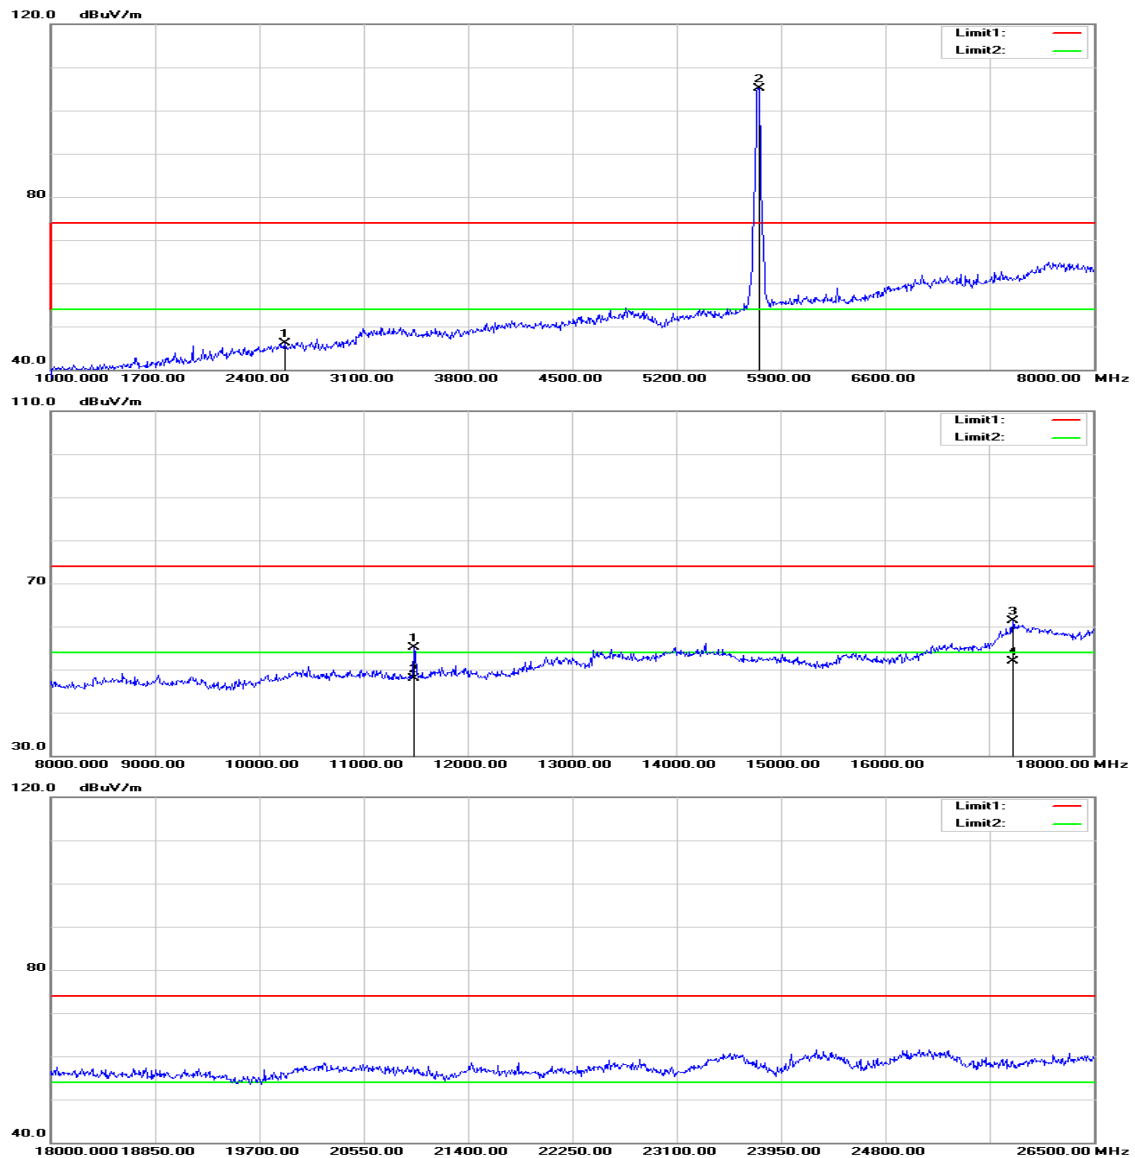 120.0 dBuV/m
Limit1:
Limit2:
2
80
1
40.0
1000.000 1700.00 2400.00 3100.00 3800.00 4500.00 5200.00 5900.00 6600.00 8000.00 MHz
110.0 dBuV/m
Limit1:
Limit2:
70
1
3
30.0
8000.000 9000.00 10000.00 11000.00 12000.00 13000.00 14000.00 15000.00 16000.00 18000.00 MHz
120.0 dBuV/m
Limit1:
Limit2:
80
40.0
18000.000 18850.00 19700.00 20550.00 21400.00 22250.00 23100.00 23950.00 24800.00 26500.00 MHz